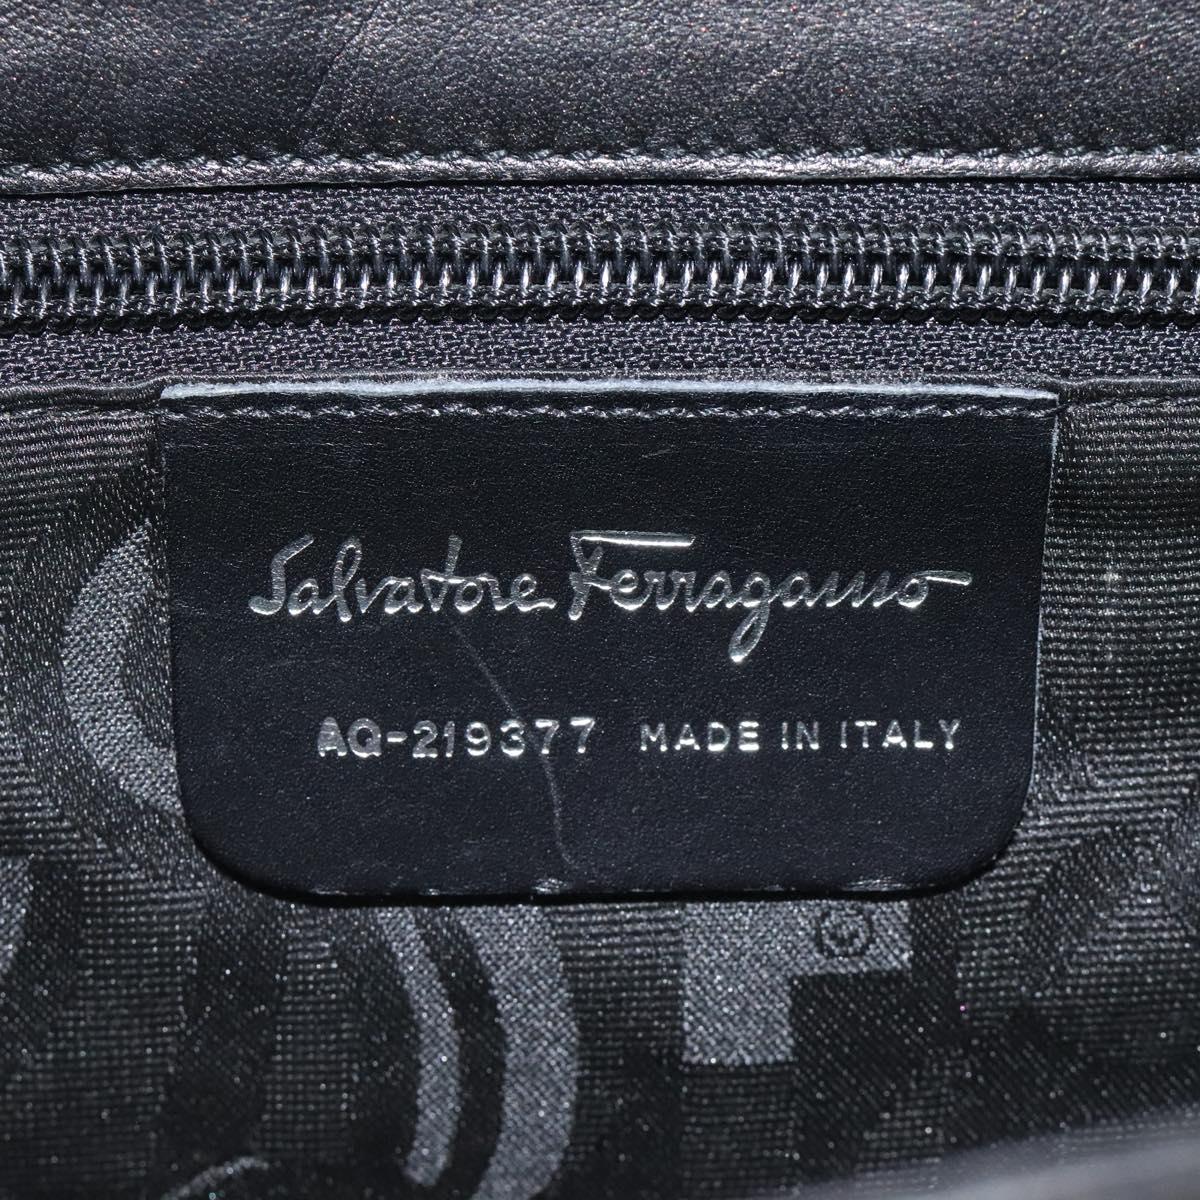 Salvatore Ferragamo
AQ-219377 MADE IN ITALY